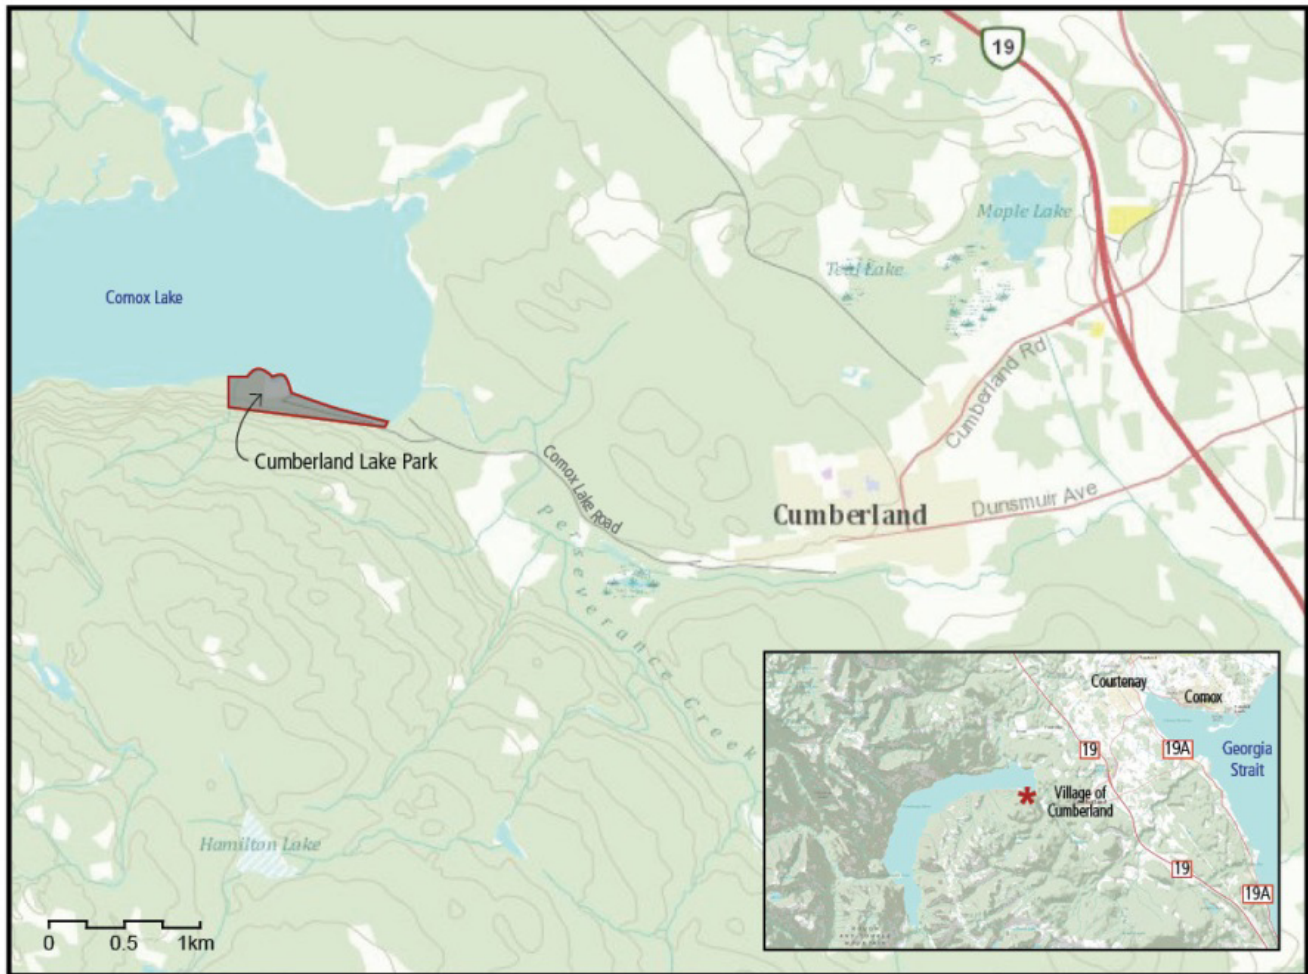 Creek
19
Maple Lake
Teal Lake
Comox Lake
Cumberland Rd
Cumberland Lake Park
Comox Lake Road
Cumberland
Dunsmuir Ave
Perseverance Creek
Hamilton Lake
0 0.5 1km
Courtenay
Comox
19
19A
Georgia
Strait
Village of
Cumberland
19
19A